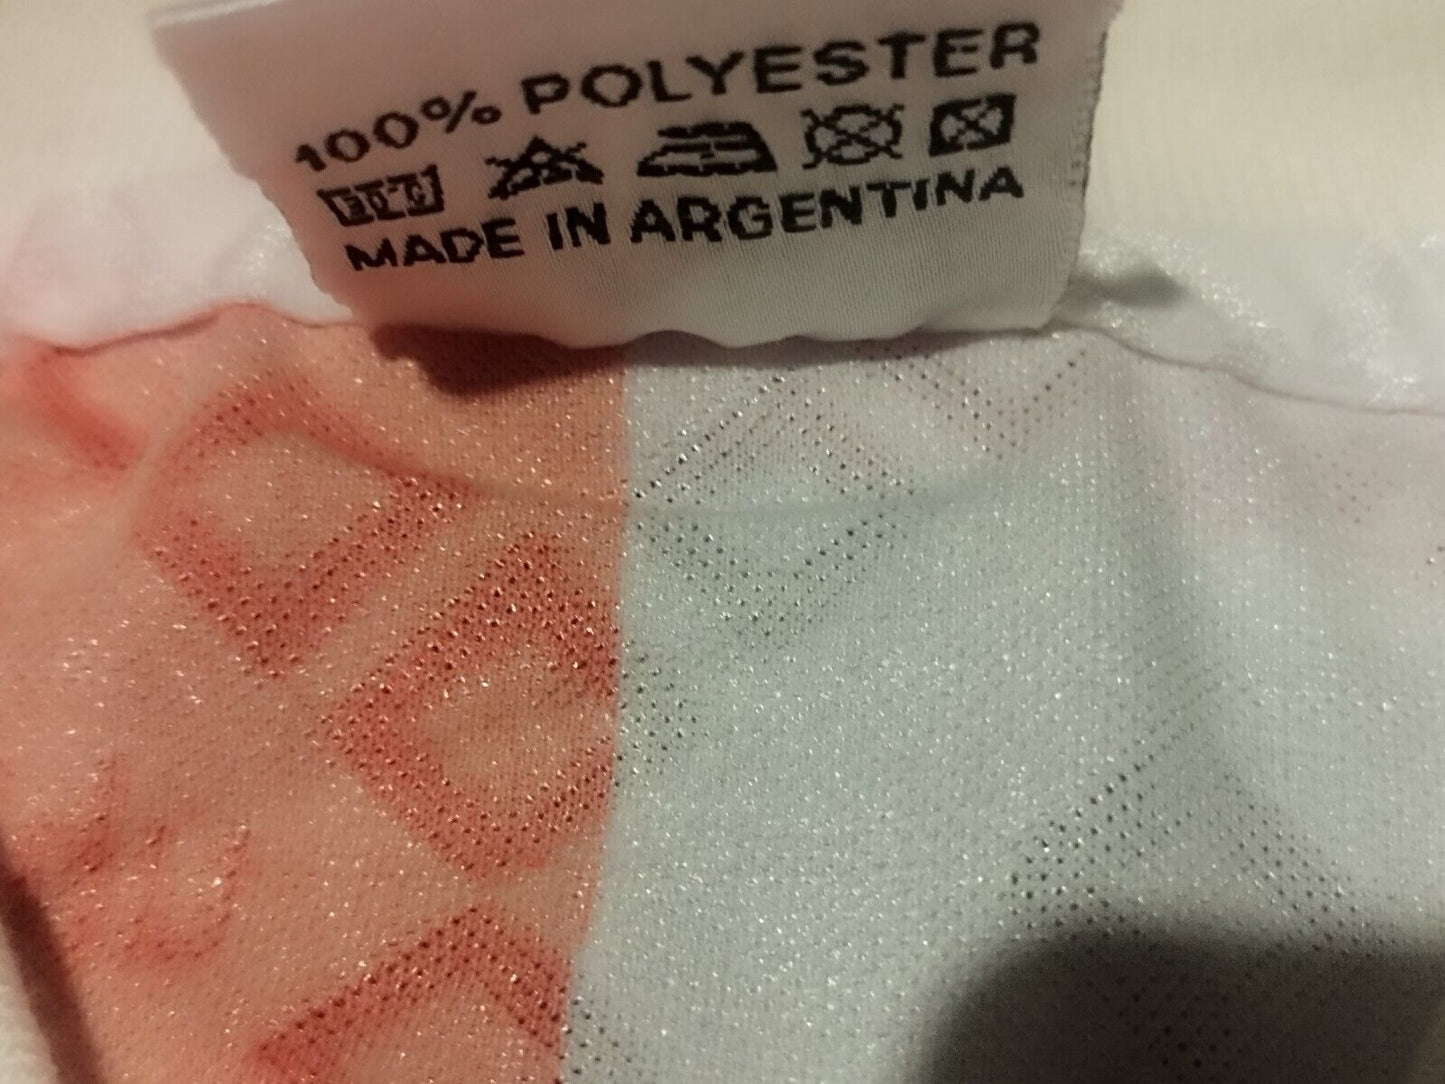 100% POLYESTER
MADE IN ARGENTINA